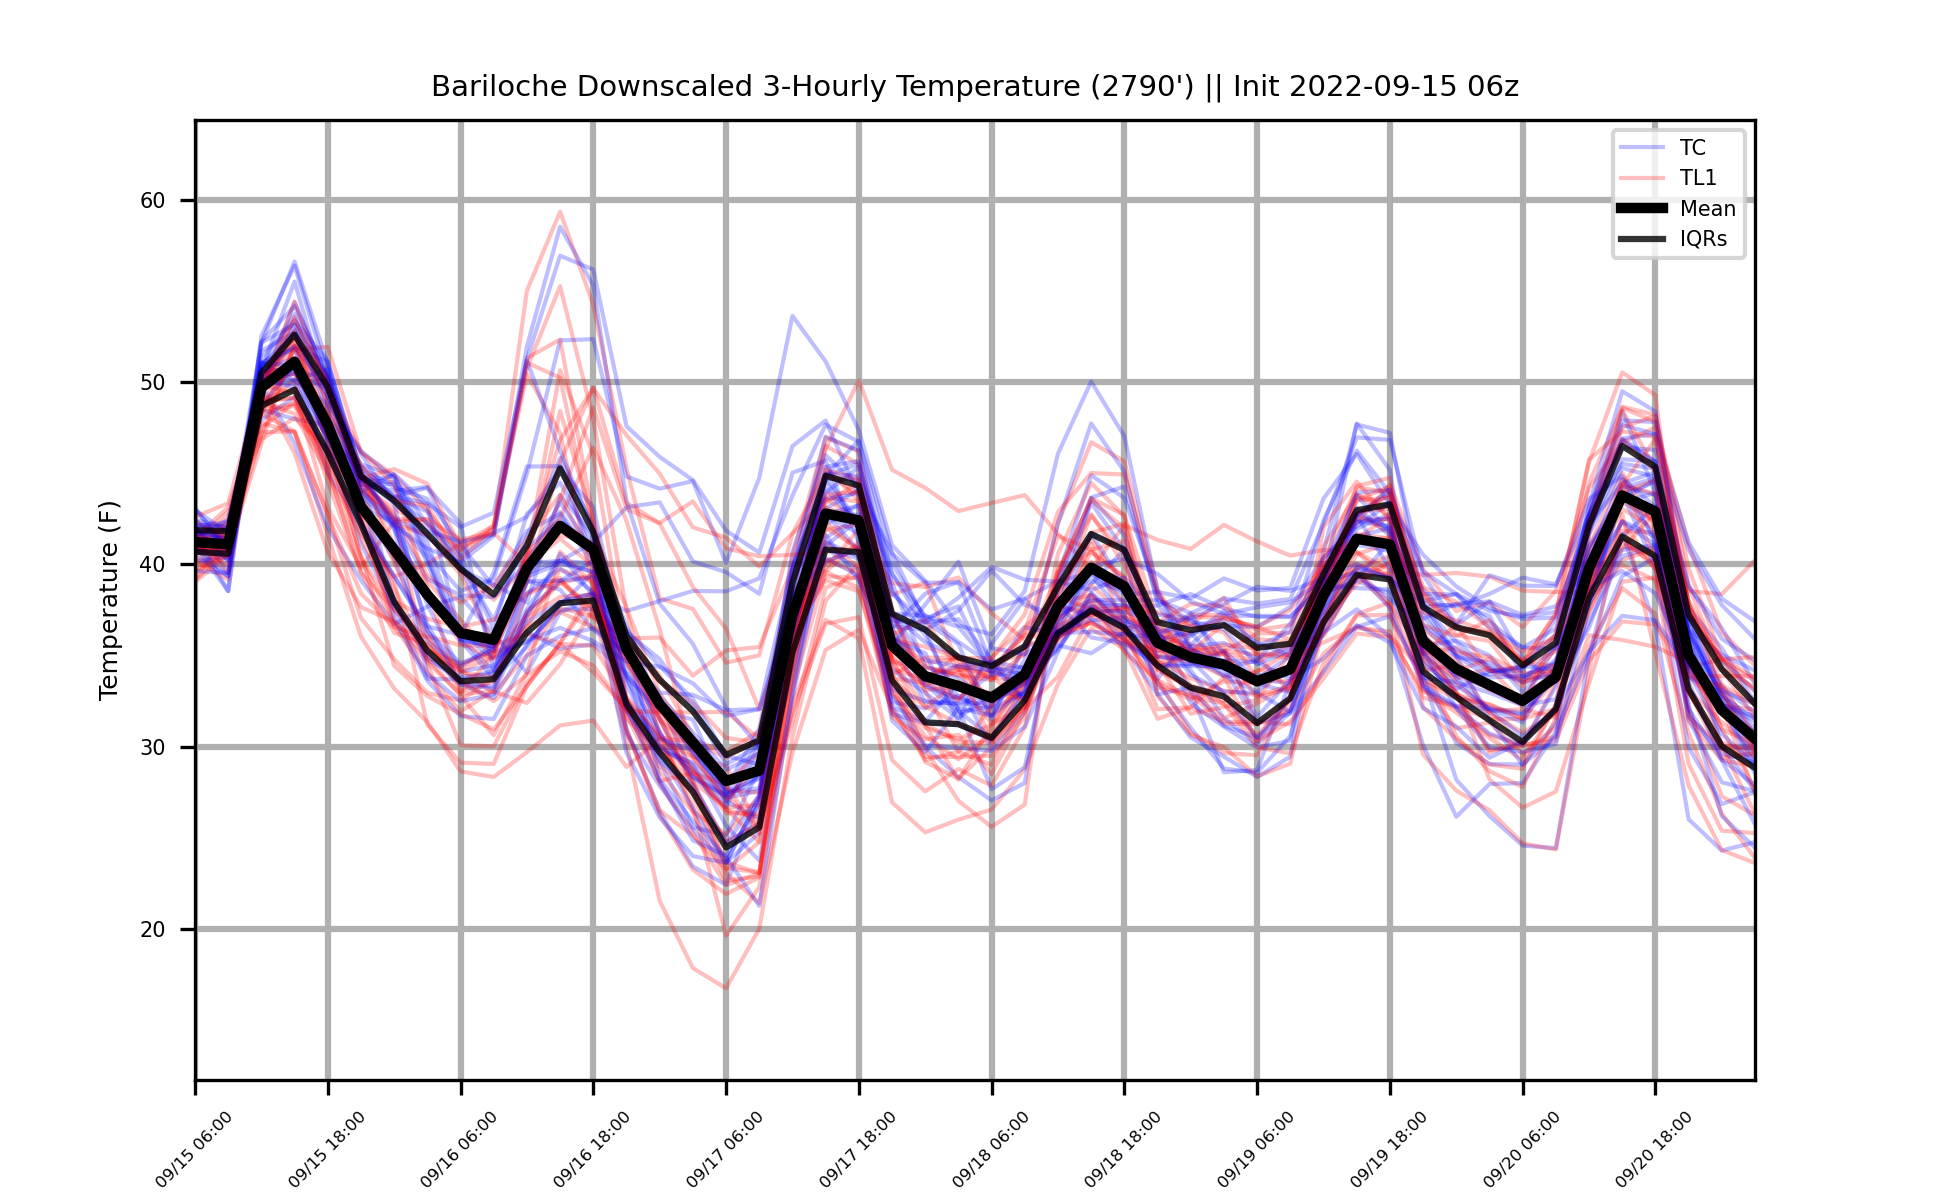 Bariloche Downscaled 3-Hourly Temperature (2790') || Init 2022-09-15 06z
TC
TL1
Mean
IQRs
Temperature (F)
60
50
40
30
20
09/15 06:00
09/15 18:00
09/16 06:00
09/16 18:00
09/17 06:00
09/17 18:00
09/18 06:00
09/18 18:00
09/19 06:00
09/19 18:00
09/20 06:00
09/20 18:00